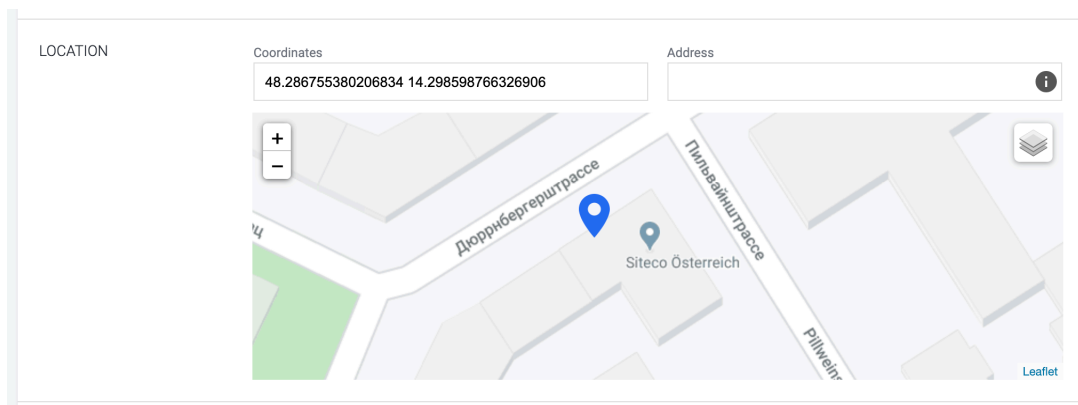 LOCATION
Coordinates
Address
48.286755380206834 14.298598766326906
i
+
−
Дюррнбергерштрассе
Пильвайнштрассе
Siteco Österreich
Pillweins
Leaflet